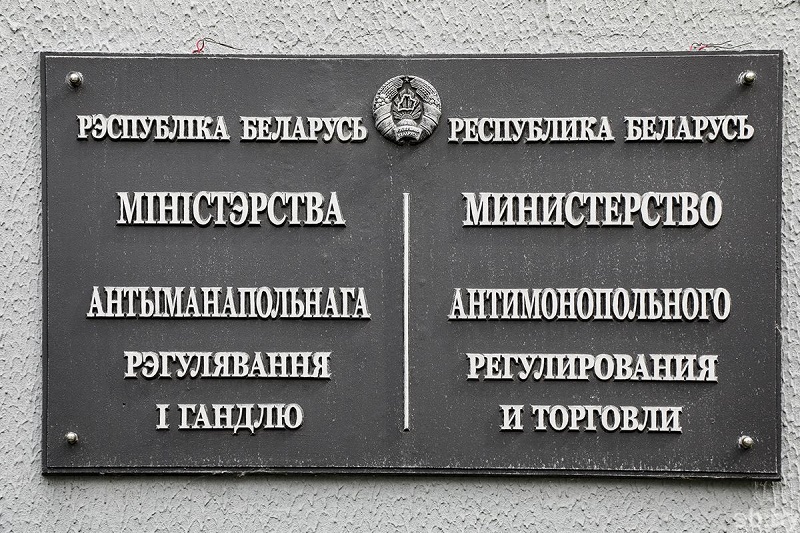 РЭСПУБЛІКА БЕЛАРУСЬ
МІНІСТЭРСТВА
АНТЫМАНАПОЛЬНАГА
РЭГУЛЯВАННЯ
І ГАНДЛЮ
РЕСПУБЛИКА БЕЛАРУСЬ
МИНИСТЕРСТВО
АНТИМОНОПОЛЬНОГО
РЕГУЛИРОВАНИЯ
И ТОРГОВЛИ
sb.by